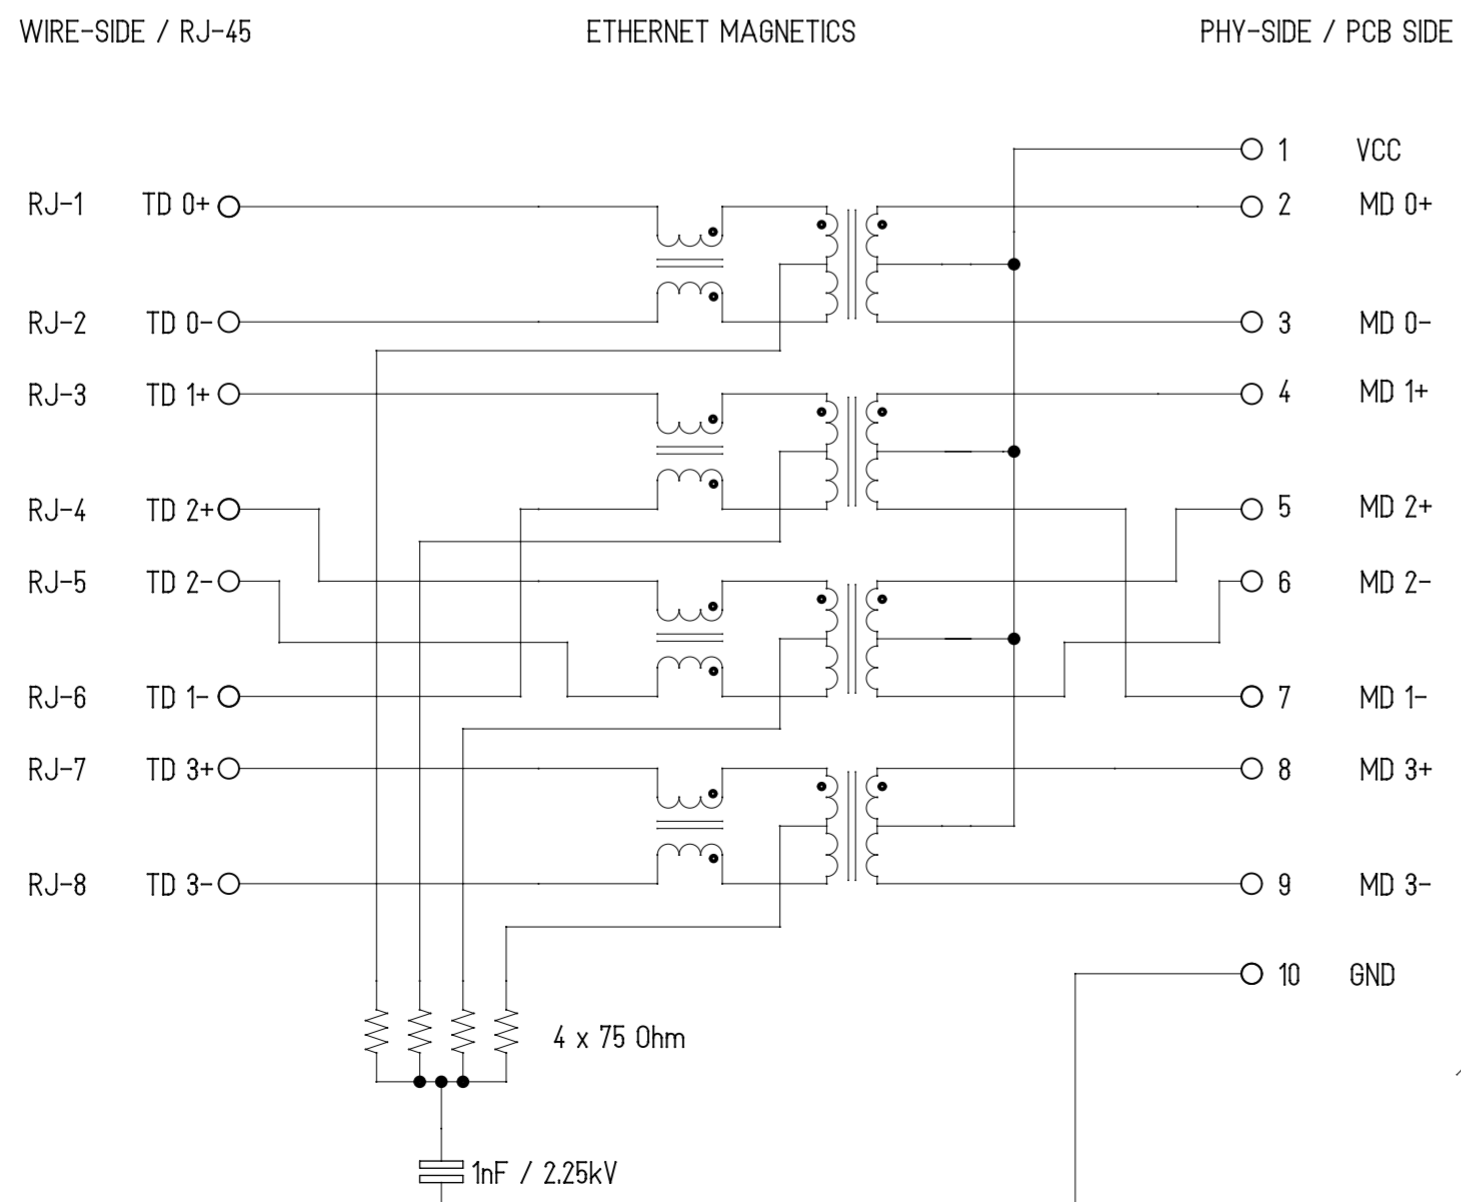 WIRE-SIDE / RJ-45 ETHERNET MAGNETICS PHY-SIDE / PCB SIDE
1 VCC
RJ-1 TD 0+ 2 MD 0+
RJ-2 TD 0- 3 MD 0-
RJ-3 TD 1+ 4 MD 1+
RJ-4 TD 2+ 5 MD 2+
RJ-5 TD 2- 6 MD 2-
RJ-6 TD 1- 7 MD 1-
RJ-7 TD 3+ 8 MD 3+
RJ-8 TD 3- 9 MD 3-
10 GND
4 x 75 Ohm
1nF / 2.25kV